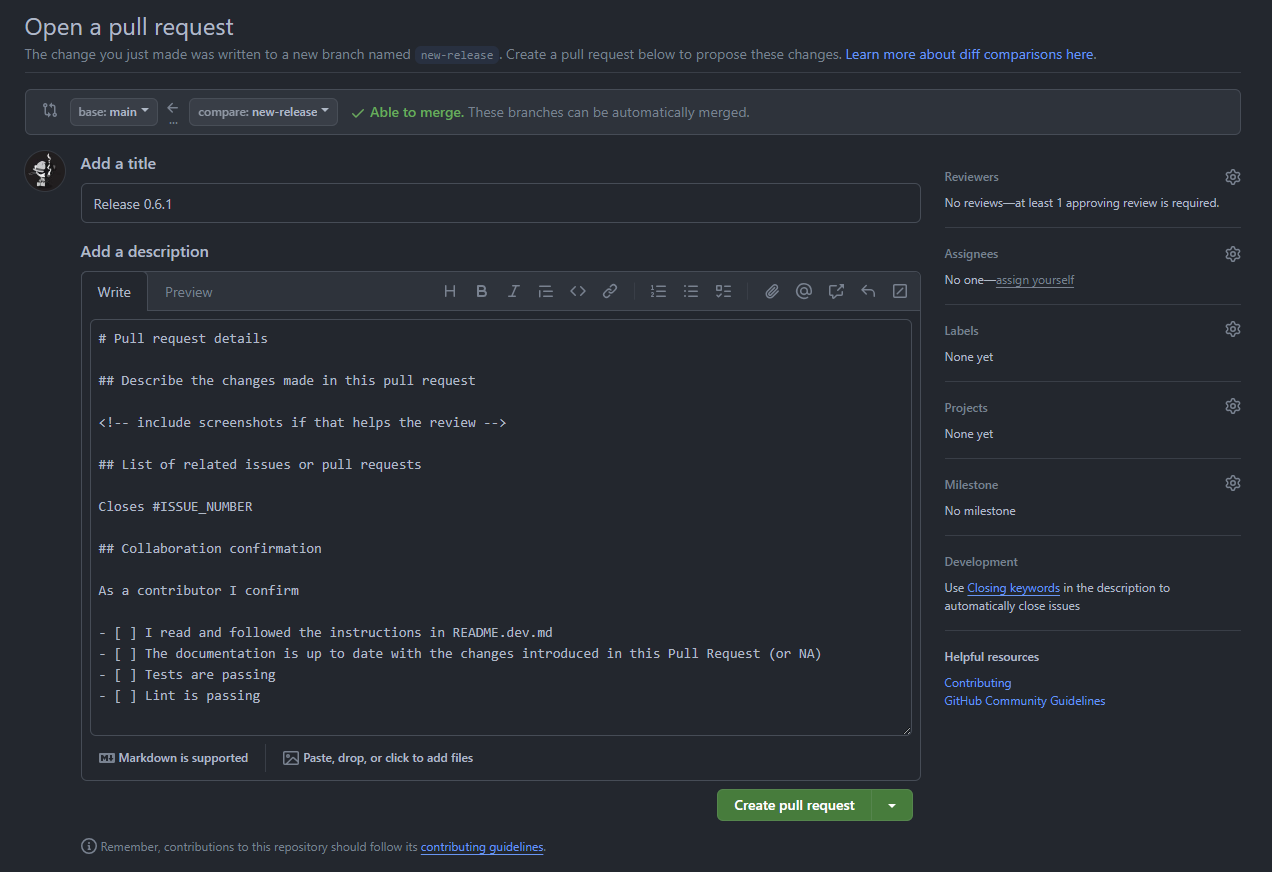 Open a pull request
The change you just made was written to a new branch named new-release. Create a pull request below to propose these changes. Learn more about diff comparisons here.
base: main
...
compare: new-release
Able to merge. These branches can be automatically merged.
Add a title
Release 0.6.1
Add a description
Write
Preview
# Pull request details
## Describe the changes made in this pull request
<!-- include screenshots if that helps the review -->
## List of related issues or pull requests
Closes #ISSUE_NUMBER
## Collaboration confirmation
As a contributor I confirm
- [ ] I read and followed the instructions in README.dev.md
- [ ] The documentation is up to date with the changes introduced in this Pull Request (or NA)
- [ ] Tests are passing
- [ ] Lint is passing
Markdown is supported
Paste, drop, or click to add files
Create pull request
Remember, contributions to this repository should follow its contributing guidelines.
Reviewers
No reviews—at least 1 approving review is required.
Assignees
No one—assign yourself
Labels
None yet
Projects
None yet
Milestone
No milestone
Development
Use Closing keywords in the description to
automatically close issues
Helpful resources
Contributing
GitHub Community Guidelines